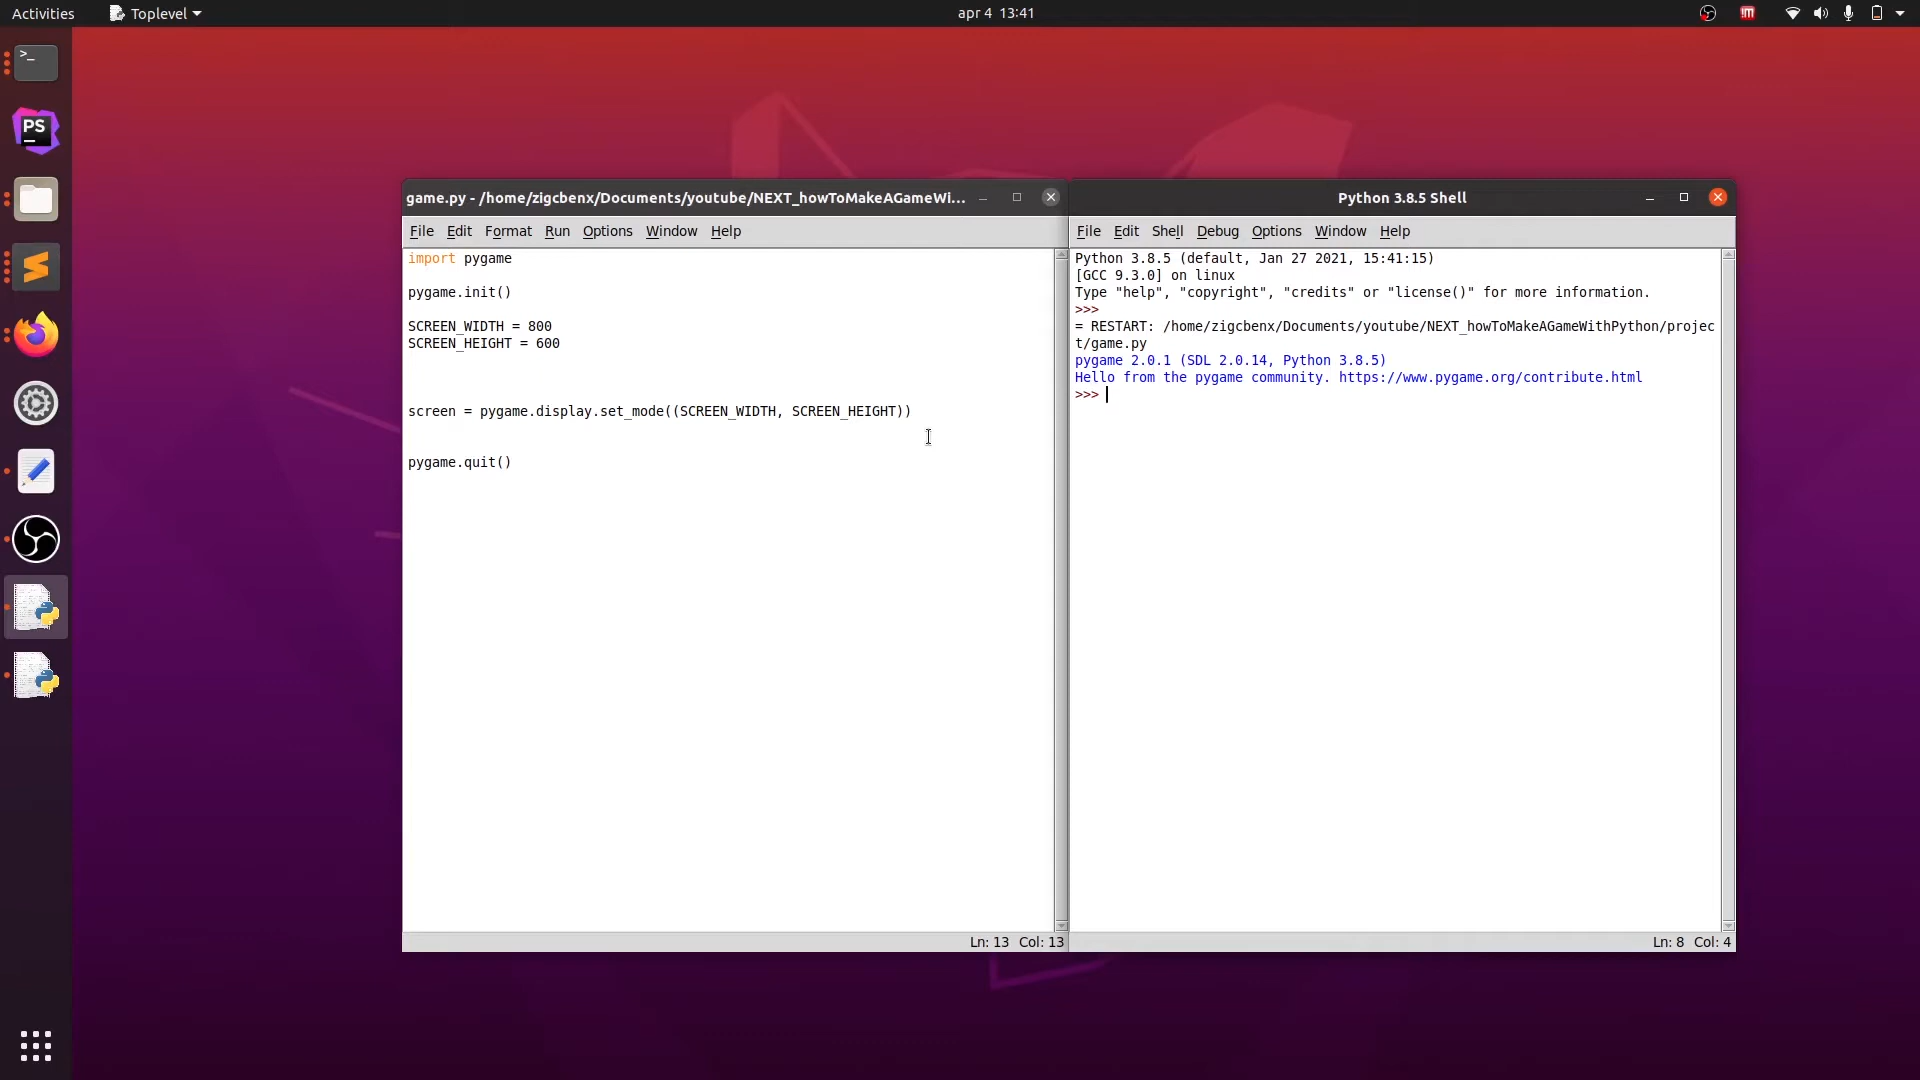 Activities
Toplevel
apr 4 13:41
!m
>_
PS
game.py - /home/zigcbenx/Documents/youtube/NEXT_howToMakeAGameWi...
File Edit Format Run Options Window Help
import pygame
pygame.init()
SCREEN_WIDTH = 800
SCREEN_HEIGHT = 600
screen = pygame.display.set_mode((SCREEN_WIDTH, SCREEN_HEIGHT))
pygame.quit()
Ln: 13 Col: 13
Python 3.8.5 Shell
File Edit Shell Debug Options Window Help
Python 3.8.5 (default, Jan 27 2021, 15:41:15)
[GCC 9.3.0] on linux
Type "help", "copyright", "credits" or "license()" for more information.
>>>
= RESTART: /home/zigcbenx/Documents/youtube/NEXT_howToMakeAGameWithPython/projec
t/game.py
pygame 2.0.1 (SDL 2.0.14, Python 3.8.5)
Hello from the pygame community. https://www.pygame.org/contribute.html
>>>
Ln: 8 Col: 4